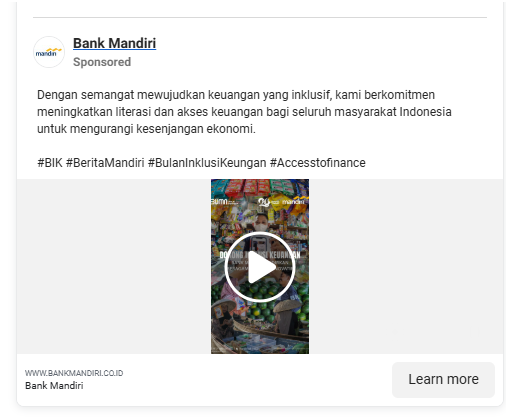 Bank Mandiri
Sponsored
mandiri
Dengan semangat mewujudkan keuangan yang inklusif, kami berkomitmen
meningkatkan literasi dan akses keuangan bagi seluruh masyarakat Indonesia
untuk mengurangi kesenjangan ekonomi.
#BIK #BeritaMandiri #BulanInklusiKeungan #Accesstofinance
BUMN
mandiri
KEUANGAN
WWW.BANKMANDIRI.CO.ID
Bank Mandiri
Learn more